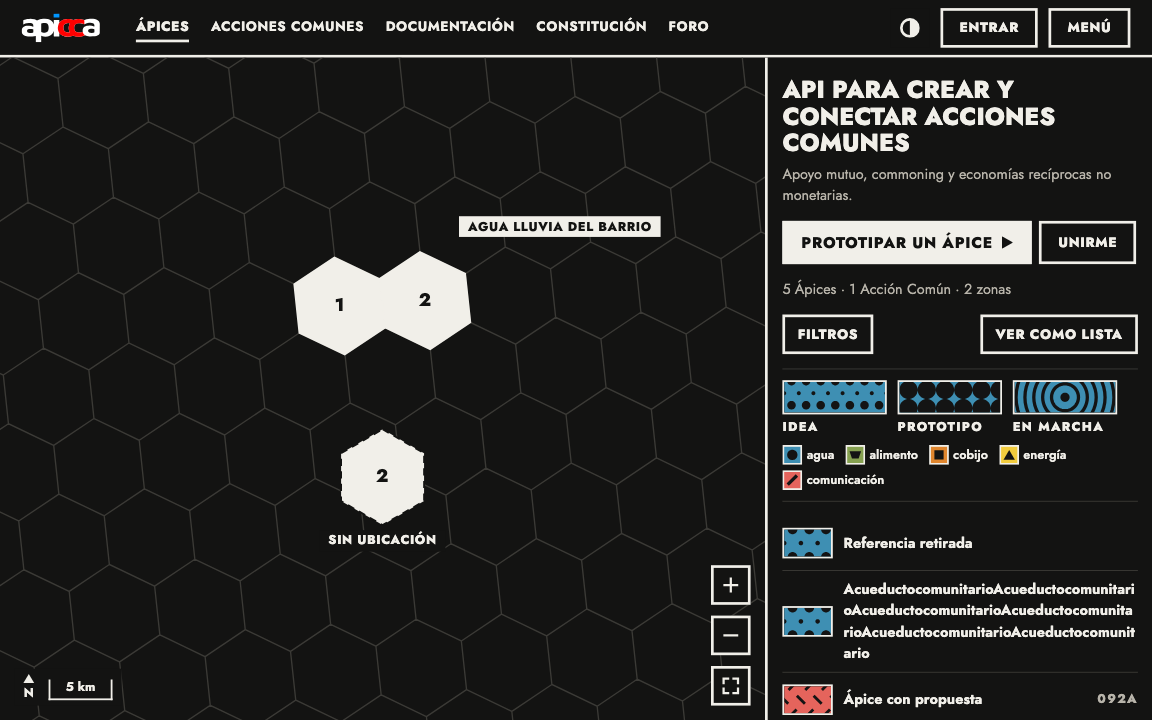 apicca
ÁPICES
ACCIONES COMUNES
DOCUMENTACIÓN
CONSTITUCIÓN
FORO
ENTRAR
MENÚ
AGUA LLUVIA DEL BARRIO
1
2
2
SIN UBICACIÓN
N
5 km
API PARA CREAR Y
CONECTAR ACCIONES
COMUNES
Apoyo mutuo, commoning y economías recíprocas no
monetarias.
PROTOTIPAR UN ÁPICE
UNIRME
5 Ápices · 1 Acción Común · 2 zonas
FILTROS
VER COMO LISTA
IDEA
PROTOTIPO
EN MARCHA
agua
alimento
cobijo
energía
comunicación
Referencia retirada
AcueductocomunitarioAcueductocomunitari
oAcueductocomunitarioAcueductocomunita
rioAcueductocomunitarioAcueductocomunit
ario
Ápice con propuesta
092A